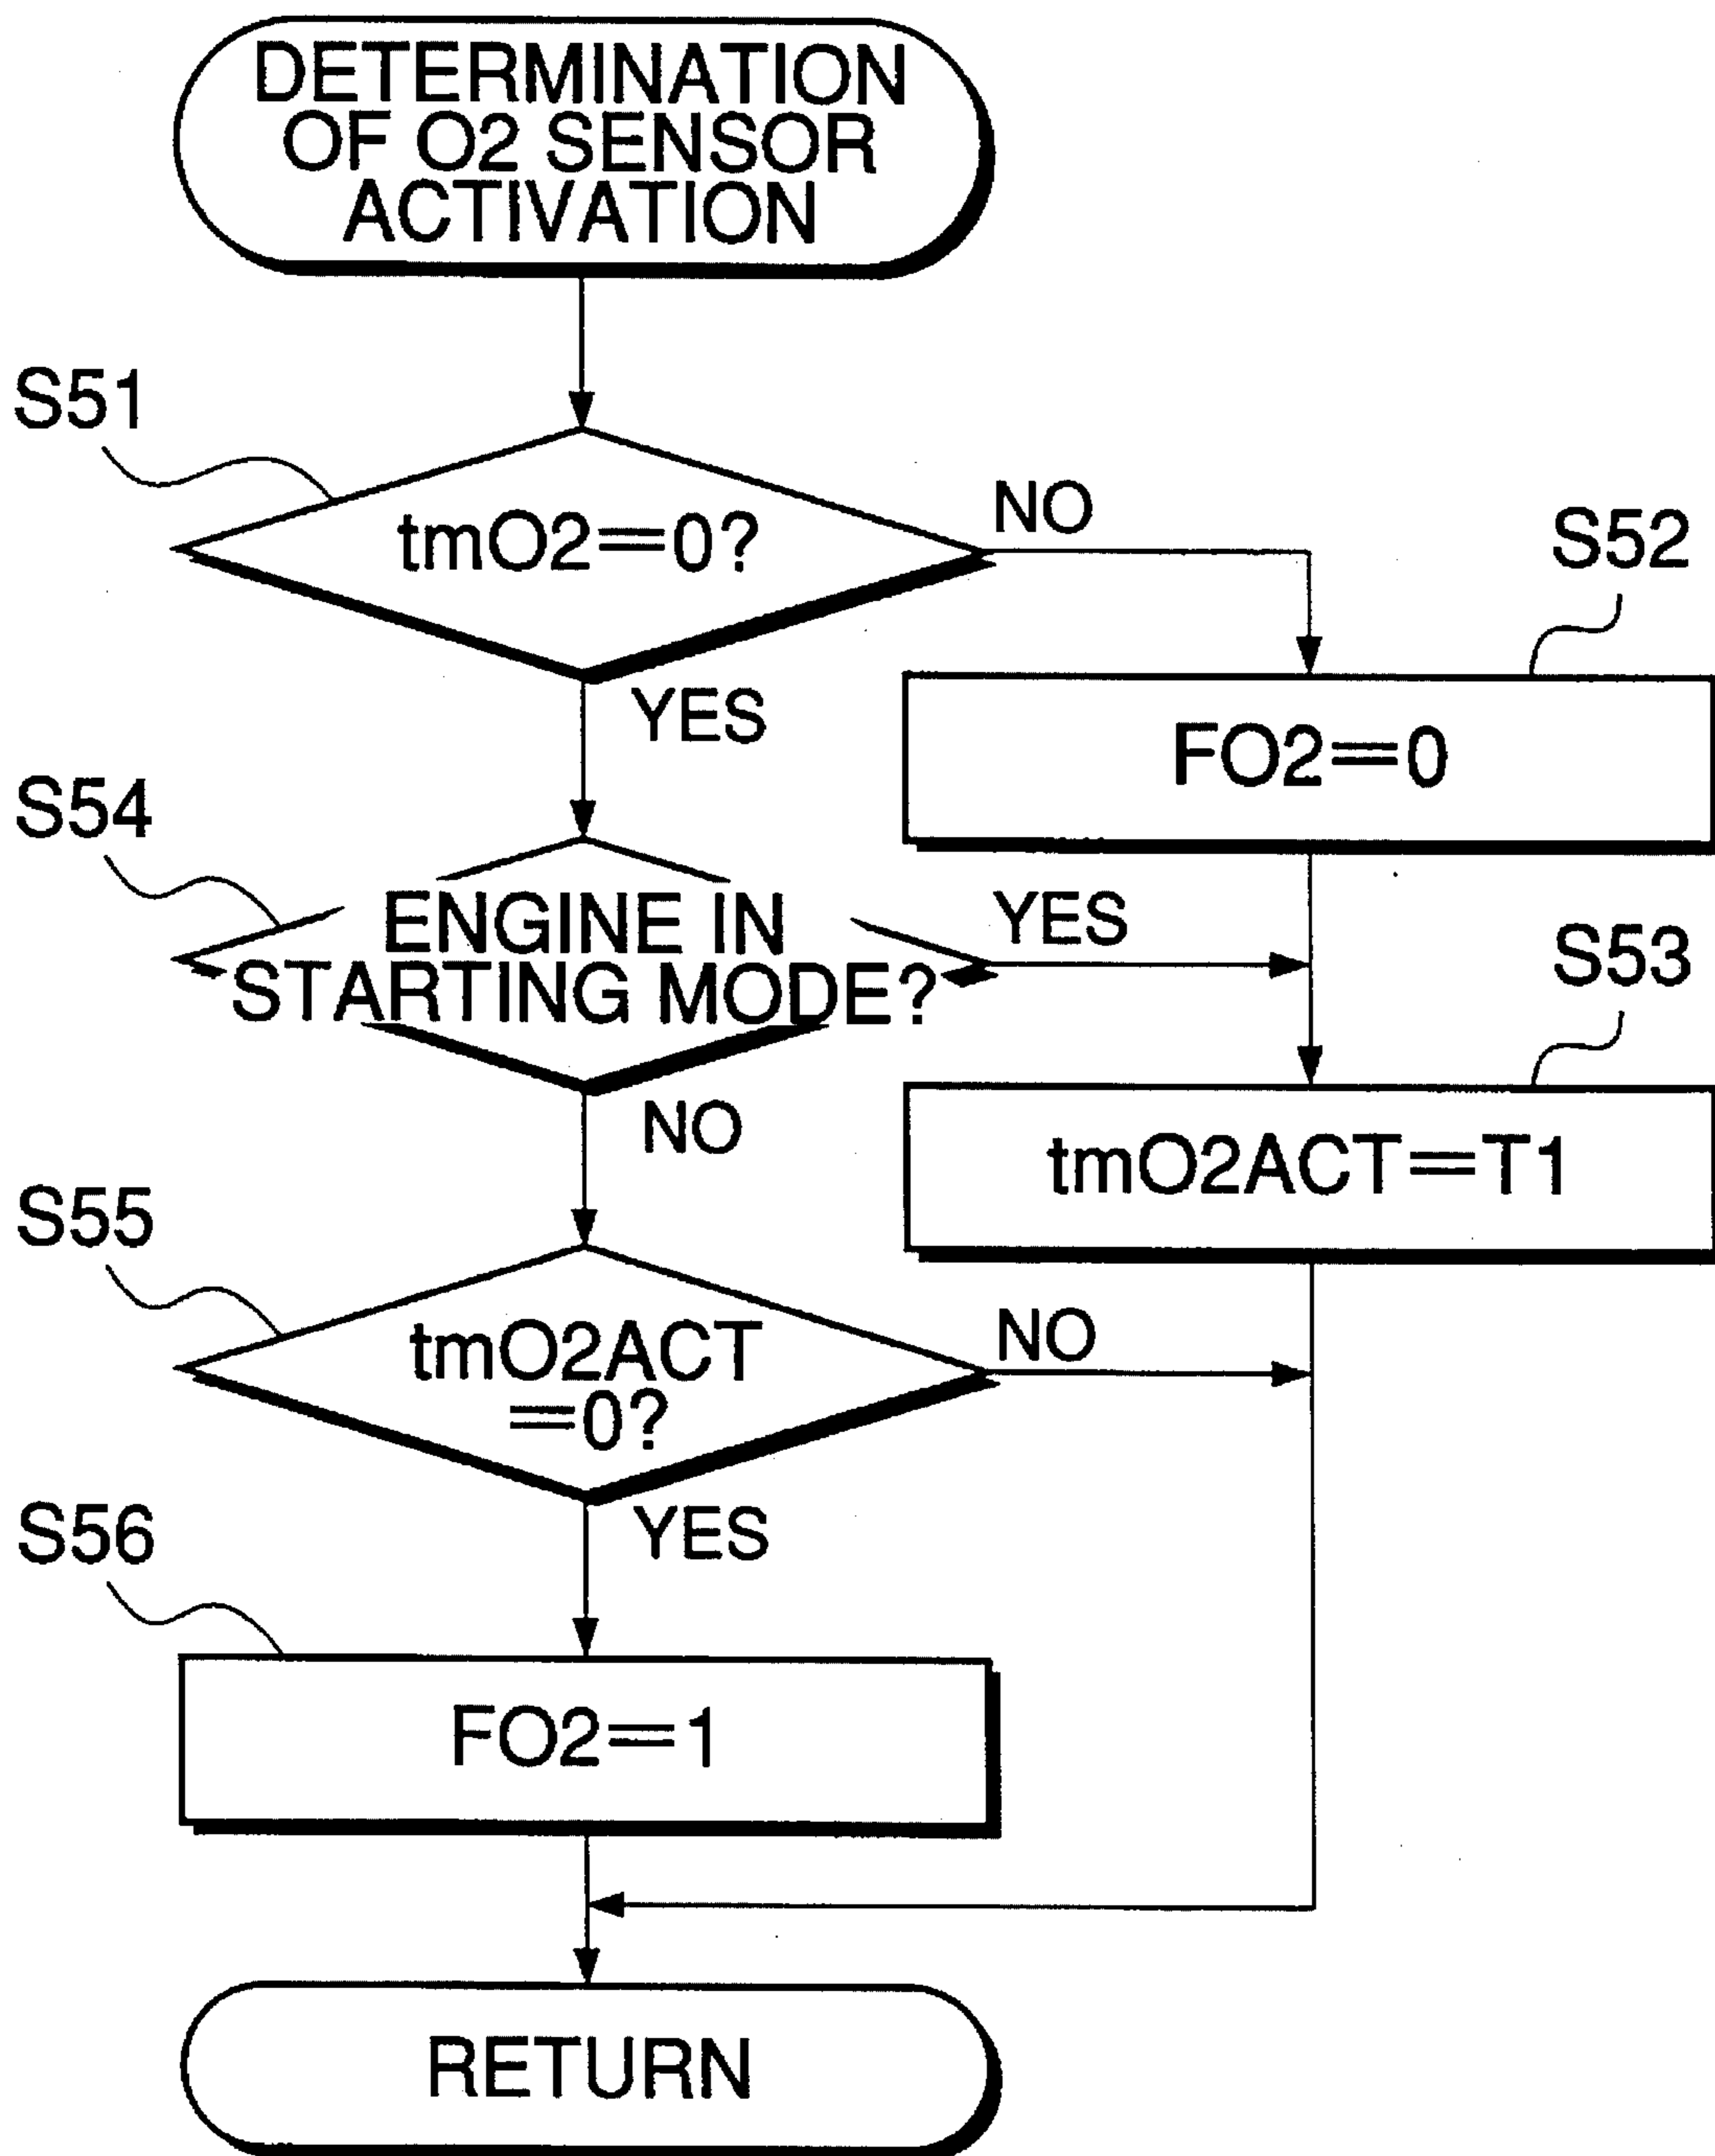 DETERMINATION
OF O2 SENSOR
ACTIVATION
S51
tmO2=0?
NO
YES
S52
FO2=0
S54
ENGINE IN
STARTING MODE?
YES
NO
S53
tmO2ACT=T1
S55
tmO2ACT
=0?
NO
YES
S56
FO2=1
RETURN